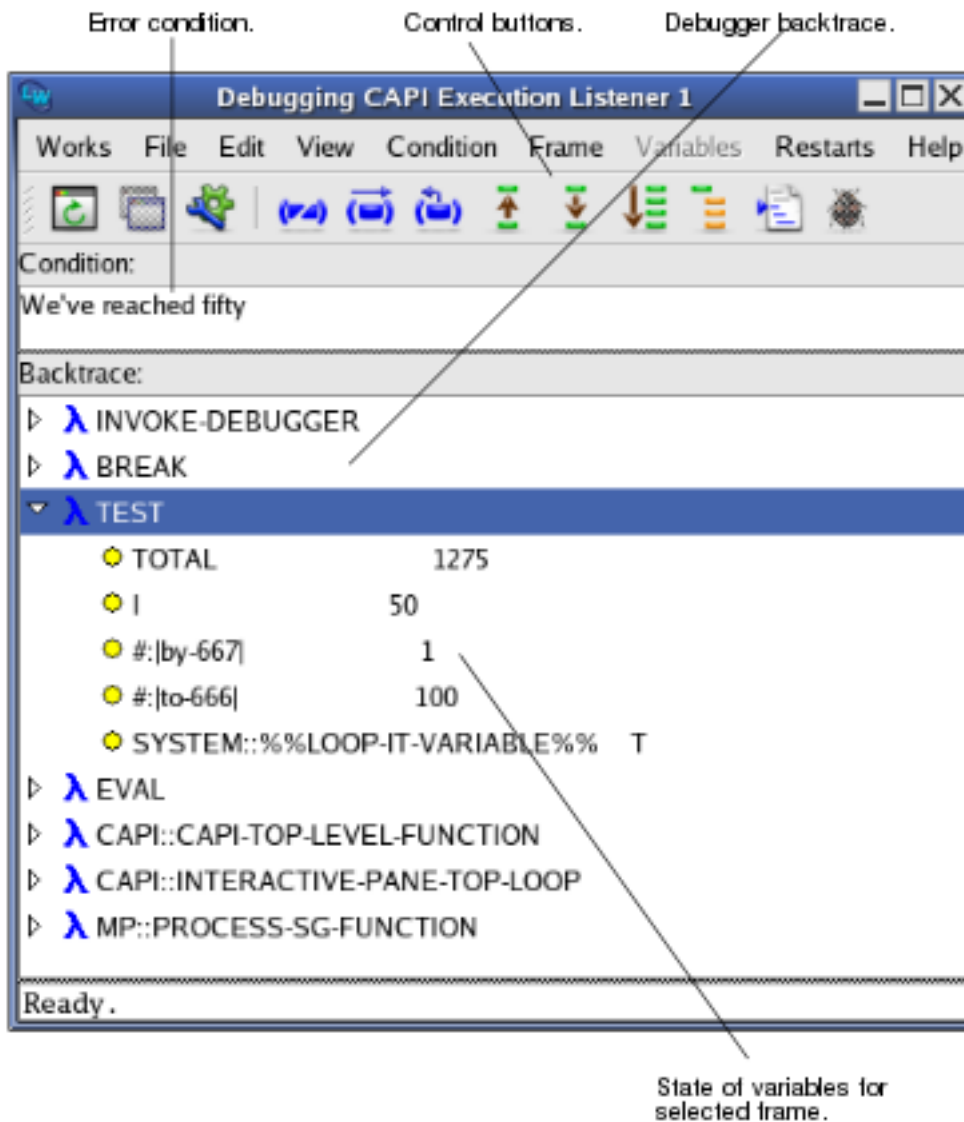 Error condition. Control buttons. Debugger backtrace.
LW
Debugging CAPI Execution Listener 1
Works File Edit View Condition Frame Variables Restarts Help
Condition:
We've reached fifty
Backtrace:
λ INVOKE-DEBUGGER
λ BREAK
λ TEST
TOTAL 1275
I 50
#:|by-667| 1
#:|to-666| 100
SYSTEM::%%LOOP-IT-VARIABLE%% T
λ EVAL
λ CAPI::CAPI-TOP-LEVEL-FUNCTION
λ CAPI::INTERACTIVE-PANE-TOP-LOOP
λ MP::PROCESS-SG-FUNCTION
Ready.
State of variables for
selected frame.